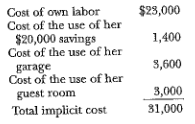 Cost of own labor $23,000
Cost of the use of her
$20,000 savings 1,400
Cost of the use of her
garage 3,600
Cost of the use of her
guest room 3,000
Total implicit cost 31,000